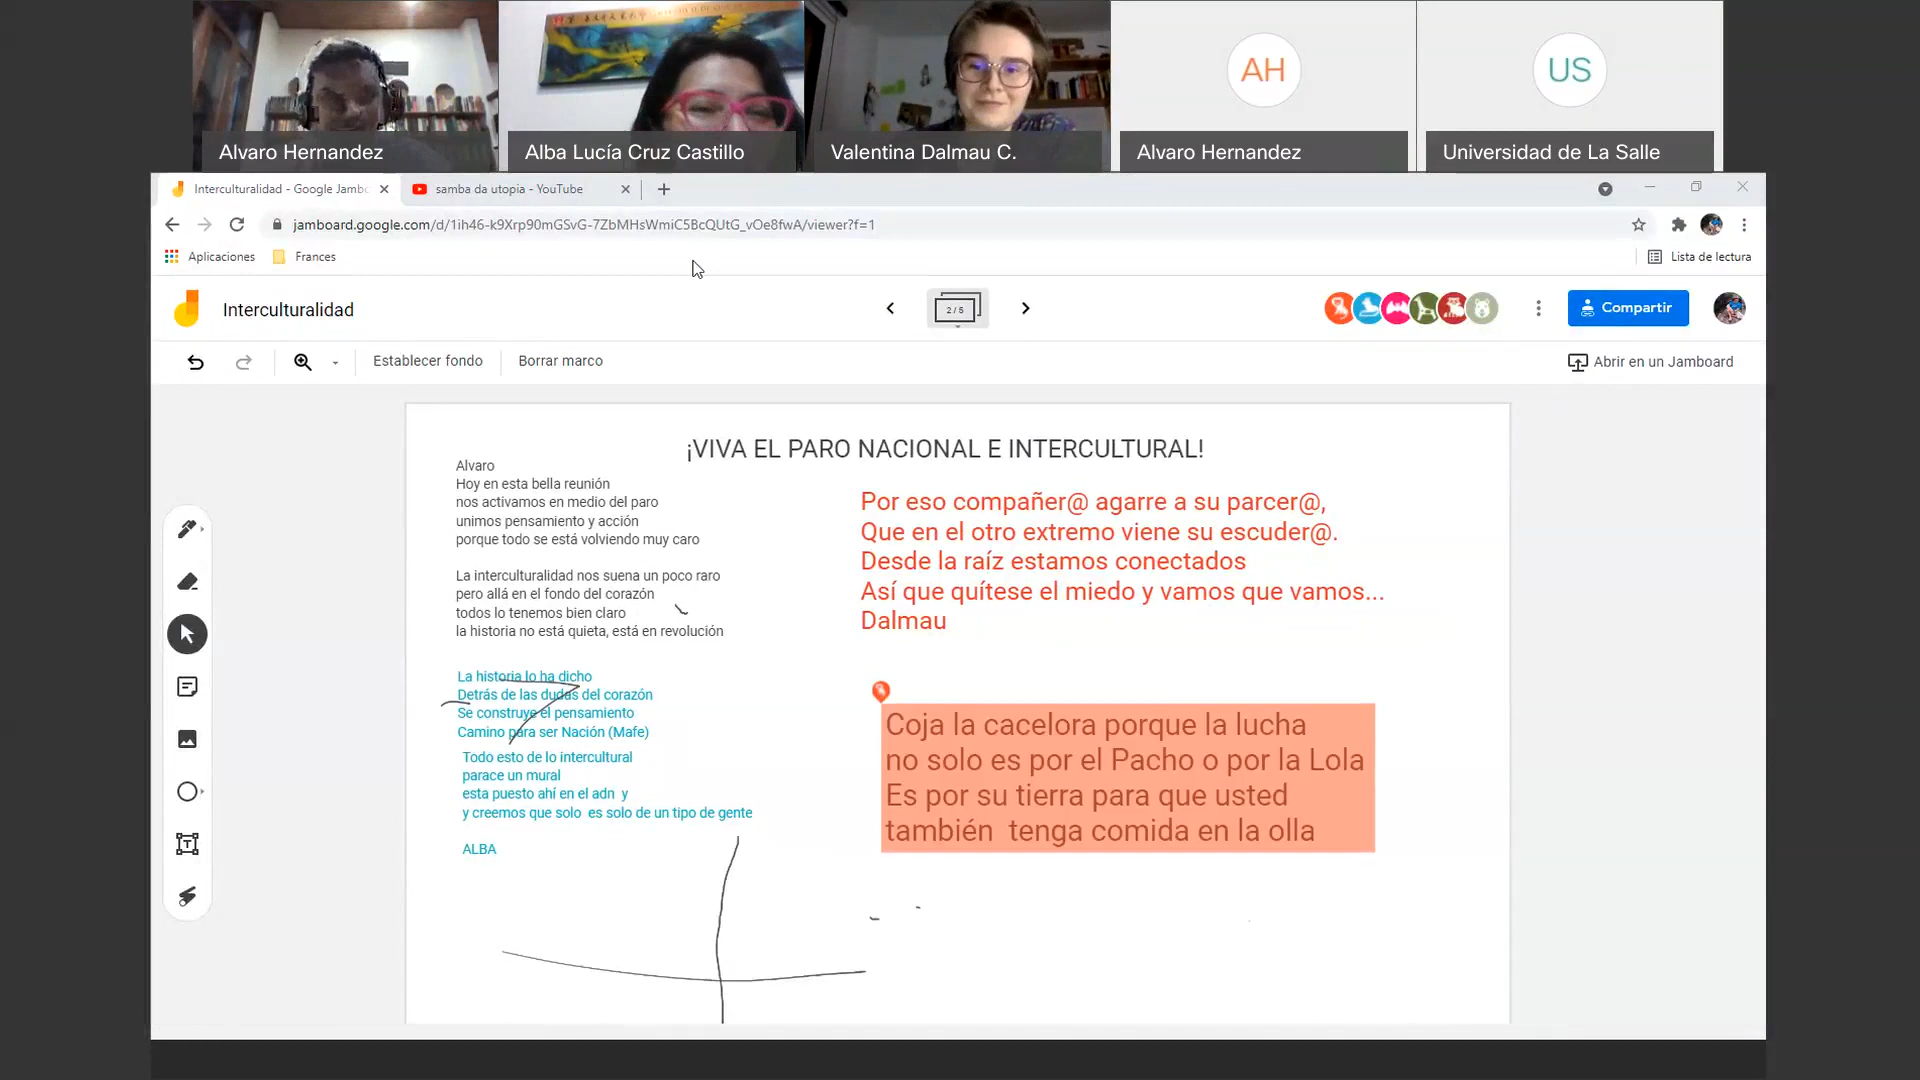 AH
US
Alvaro Hernandez
Alba Lucía Cruz Castillo
Valentina Dalmau C.
Alvaro Hernandez
Universidad de La Salle
Interculturalidad - Google Jambo
samba da utopia - YouTube
jamboard.google.com/d/1ih46-k9Xrp90mGSvG-7ZbMHsWmiC5BcQUtG_vOe8fwA/viewer?f=1
Aplicaciones
Frances
Lista de lectura
Interculturalidad
2 / 5
Compartir
Establecer fondo
Borrar marco
Abrir en un Jamboard
¡VIVA EL PARO NACIONAL E INTERCULTURAL!
Alvaro
Hoy en esta bella reunión
nos activamos en medio del paro
unimos pensamiento y acción
porque todo se está volviendo muy caro
La interculturalidad nos suena un poco raro
pero allá en el fondo del corazón
todos lo tenemos bien claro
la historia no está quieta, está en revolución
La historia lo ha dicho
Detrás de las dudas del corazón
Se construye el pensamiento
Camino para ser Nación (Mafe)
Todo esto de lo intercultural
parace un mural
esta puesto ahí en el adn y
y creemos que solo es solo de un tipo de gente
ALBA
Por eso compañer@ agarre a su parcer@,
Que en el otro extremo viene su escuder@.
Desde la raíz estamos conectados
Así que quítese el miedo y vamos que vamos...
Dalmau
Coja la cacelora porque la lucha
no solo es por el Pacho o por la Lola
Es por su tierra para que usted
también tenga comida en la olla